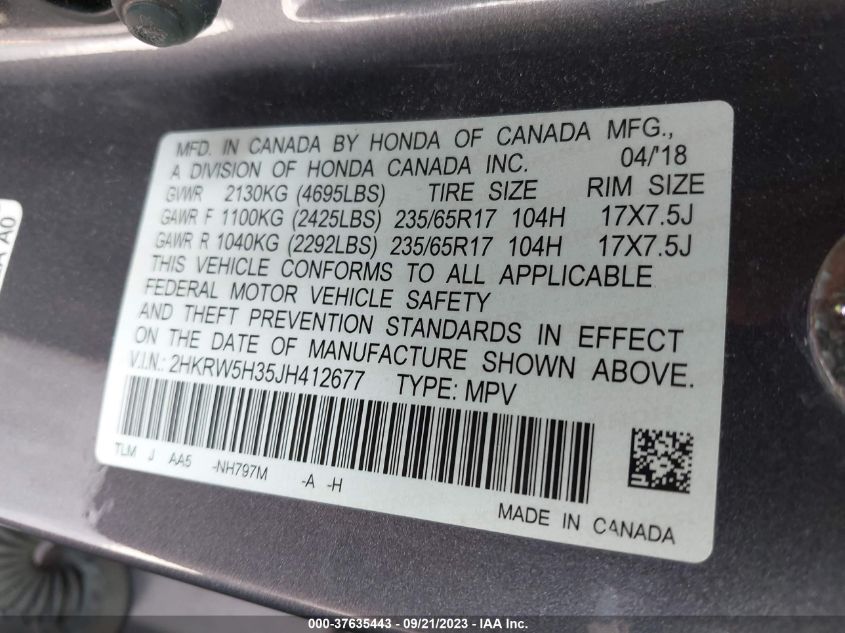 MFD. IN CANADA BY HONDA OF CANADA MFG.,
A DIVISION OF HONDA CANADA INC. 04/'18
GVWR 2130KG (4695LBS) TIRE SIZE RIM SIZE
GAWR F 1100KG (2425LBS) 235/65R17 104H 17X7.5J
GAWR R 1040KG (2292LBS) 235/65R17 104H 17X7.5J
THIS VEHICLE CONFORMS TO ALL APPLICABLE
FEDERAL MOTOR VEHICLE SAFETY
AND THEFT PREVENTION STANDARDS IN EFFECT
ON THE DATE OF MANUFACTURE SHOWN ABOVE.
V.I.N.: 2HKRW5H35JH412677 TYPE: MPV
TLM J AA5 -NH797M -A -H
MADE IN CANADA
A0
000-37635443 - 09/21/2023 - IAA Inc.